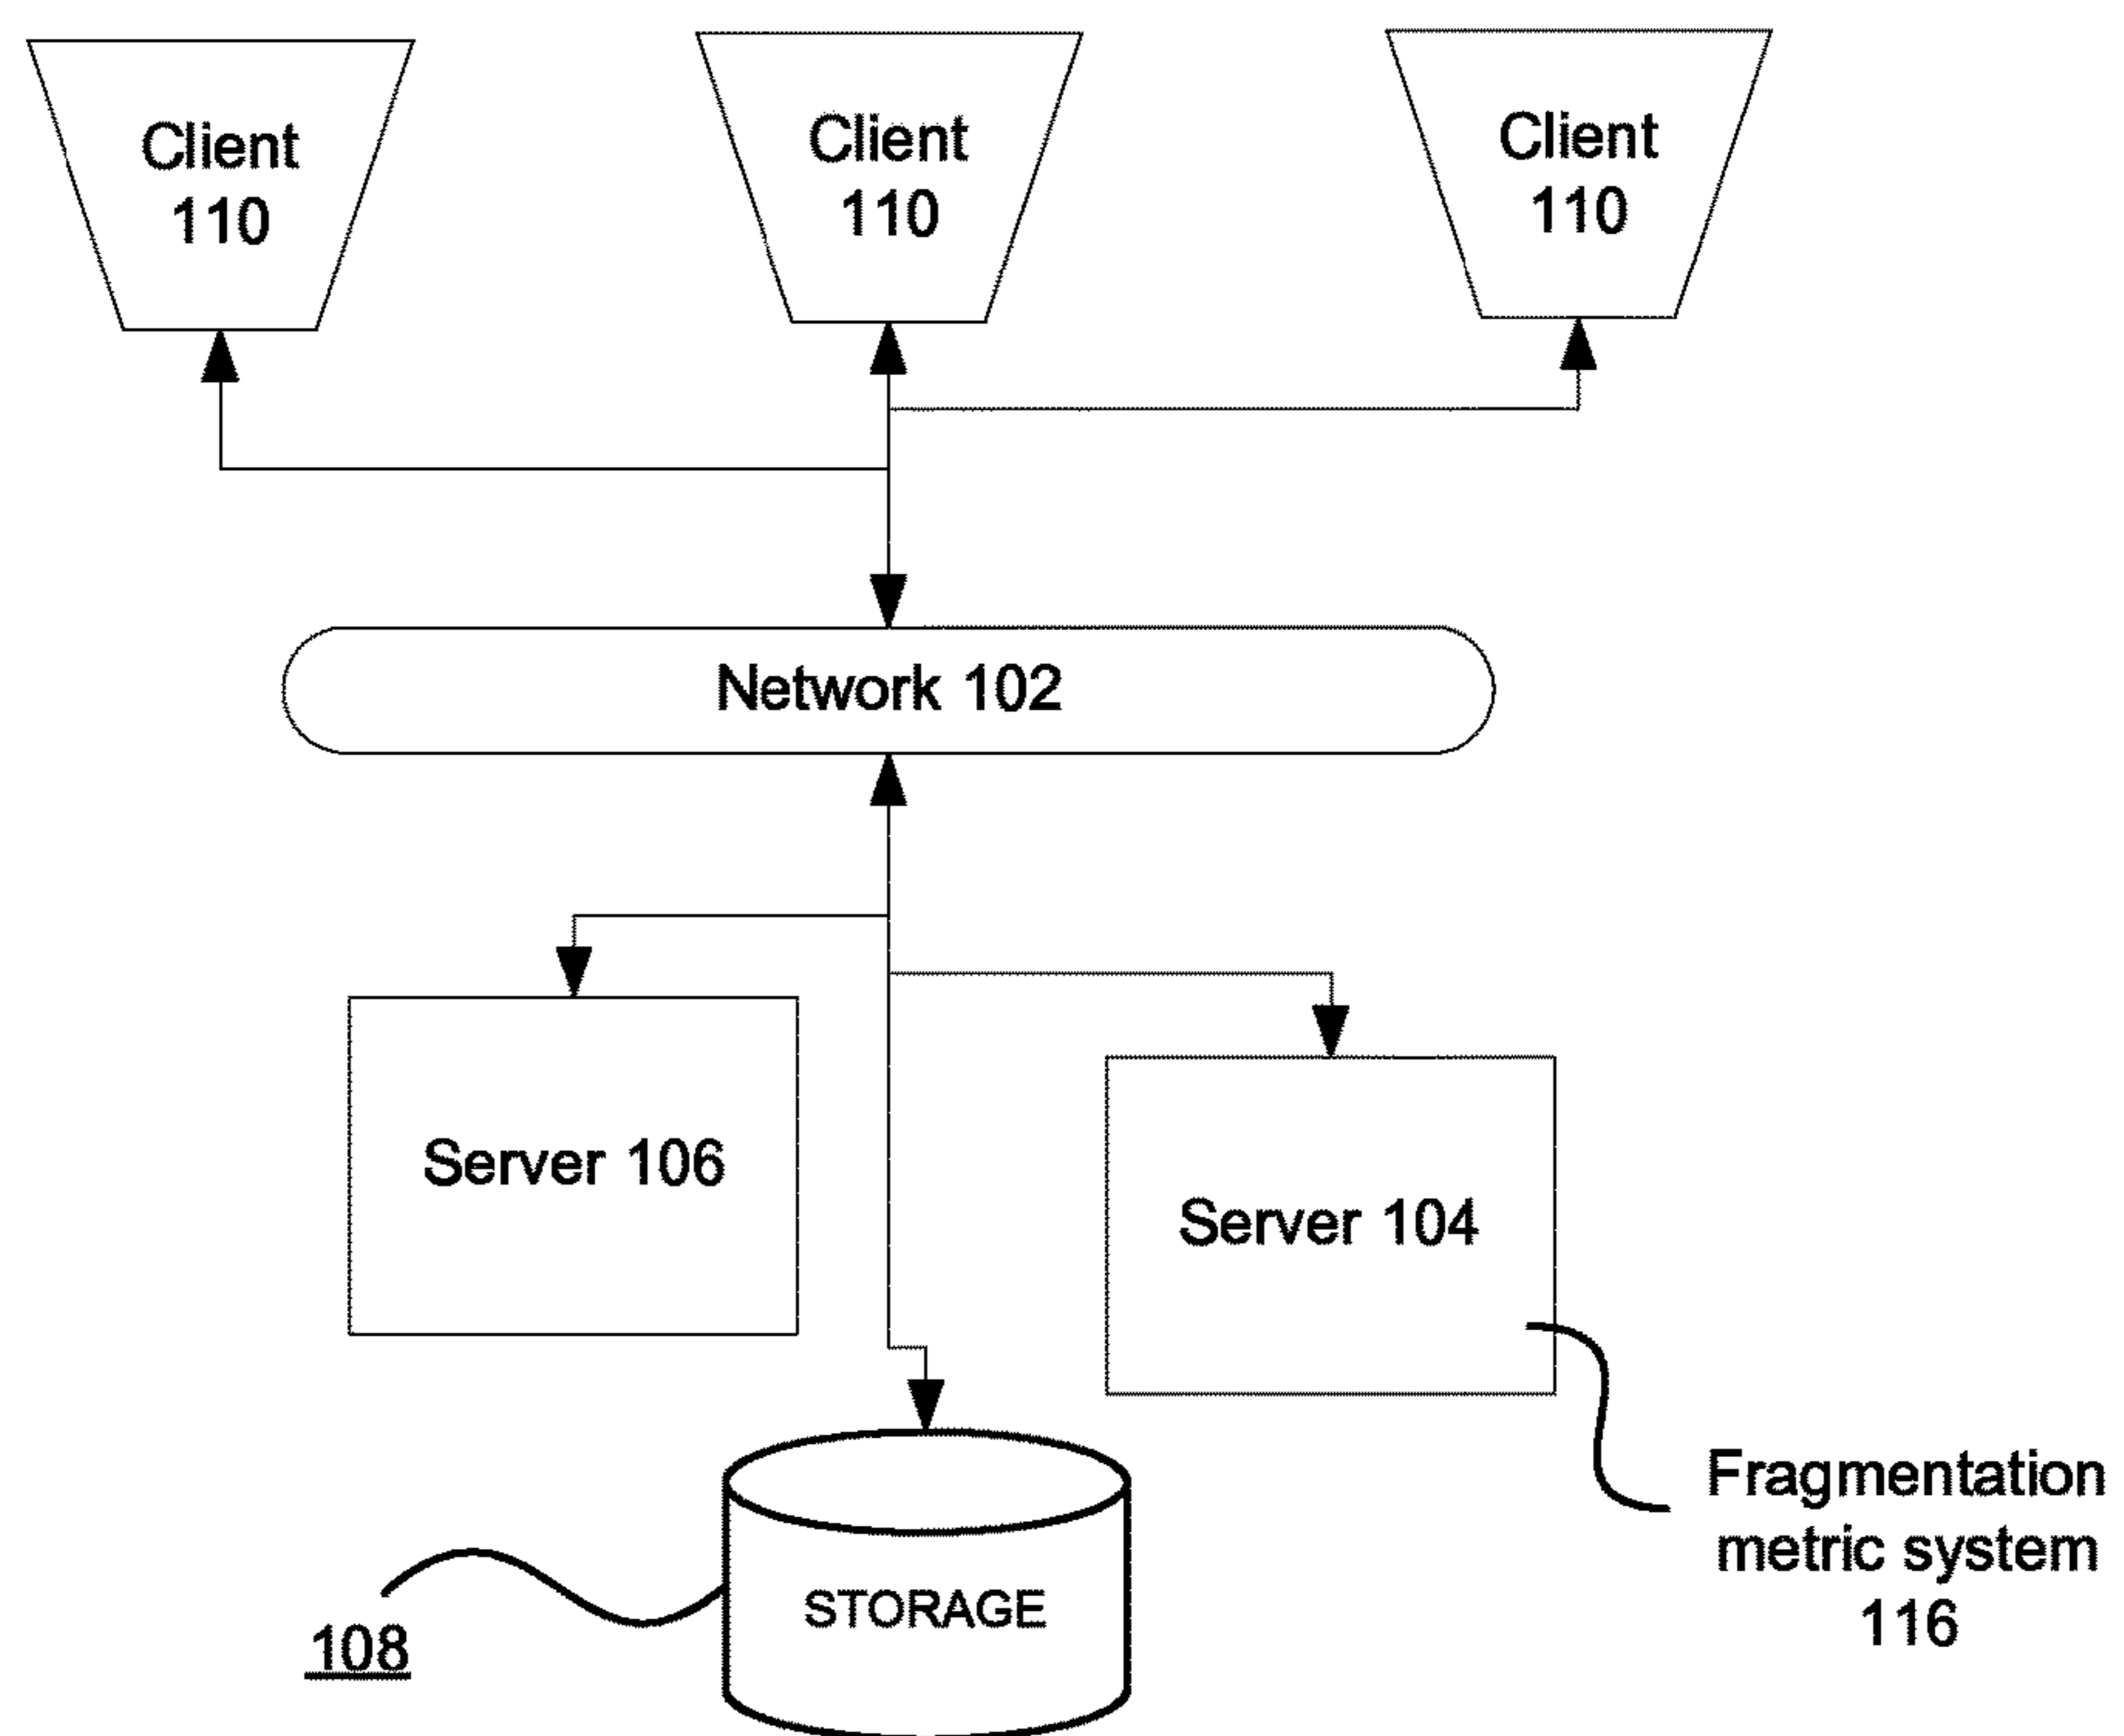 Client
110
Client
110
Client
110
Network 102
Server 106
Server 104
Fragmentation
metric system
116
STORAGE
108